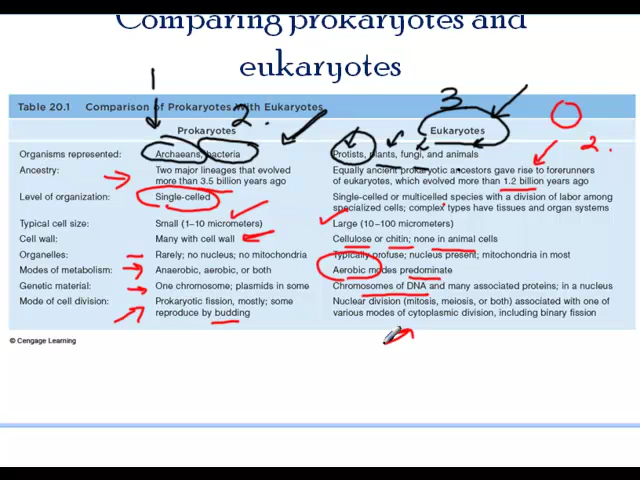 Comparing prokaryotes and
eukaryotes
1
Table 20.1 Comparison of Prokaryotes With Eukaryotes
2.
3
2.
Prokaryotes Eukaryotes
Organisms represented: Archaeans, bacteria Protists, plants, fungi, and animals
Ancestry: Two major lineages that evolved Equally ancient prokaryotic ancestors gave rise to forerunners
more than 3.5 billion years ago of eukaryotes, which evolved more than 1.2 billion years ago
Level of organization: Single-celled Single-celled or multicelled species with a division of labor among
specialized cells; complex types have tissues and organ systems
Typical cell size: Small (1–10 micrometers) Large (10–100 micrometers)
Cell wall: Many with cell wall Cellulose or chitin; none in animal cells
Organelles: Rarely; no nucleus; no mitochondria Typically profuse; nucleus present; mitochondria in most
Modes of metabolism: Anaerobic, aerobic, or both Aerobic modes predominate
Genetic material: One chromosome; plasmids in some Chromosomes of DNA and many associated proteins; in a nucleus
Mode of cell division: Prokaryotic fission, mostly; some Nuclear division (mitosis, meiosis, or both) associated with one of
reproduce by budding various modes of cytoplasmic division, including binary fission
© Cengage Learning